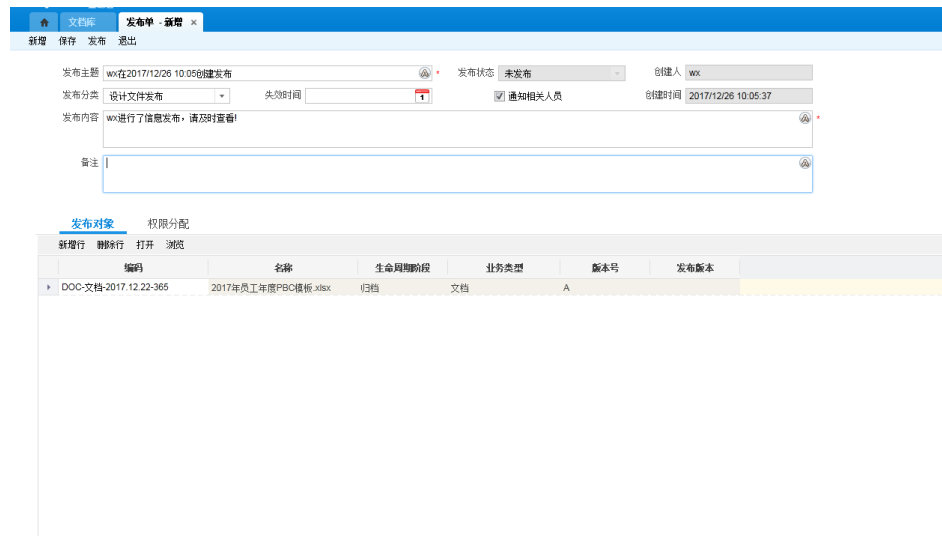 文档库 发布单 - 新增 ×
新增 保存 发布 退出
发布主题 wx在2017/12/26 10:05创建发布 * 发布状态 未发布 创建人 wx
发布分类 设计文件发布 失效时间 1 通知相关人员 创建时间 2017/12/26 10:05:37
发布内容 wx进行了信息发布，请及时查看! *
备注
发布对象 权限分配
新增行 删除行 打开 浏览
编码 名称 生命周期阶段 业务类型 版本号 发布版本
DOC-文档-2017.12.22-365 2017年员工年度PBC模板.xlsx 归档 文档 A